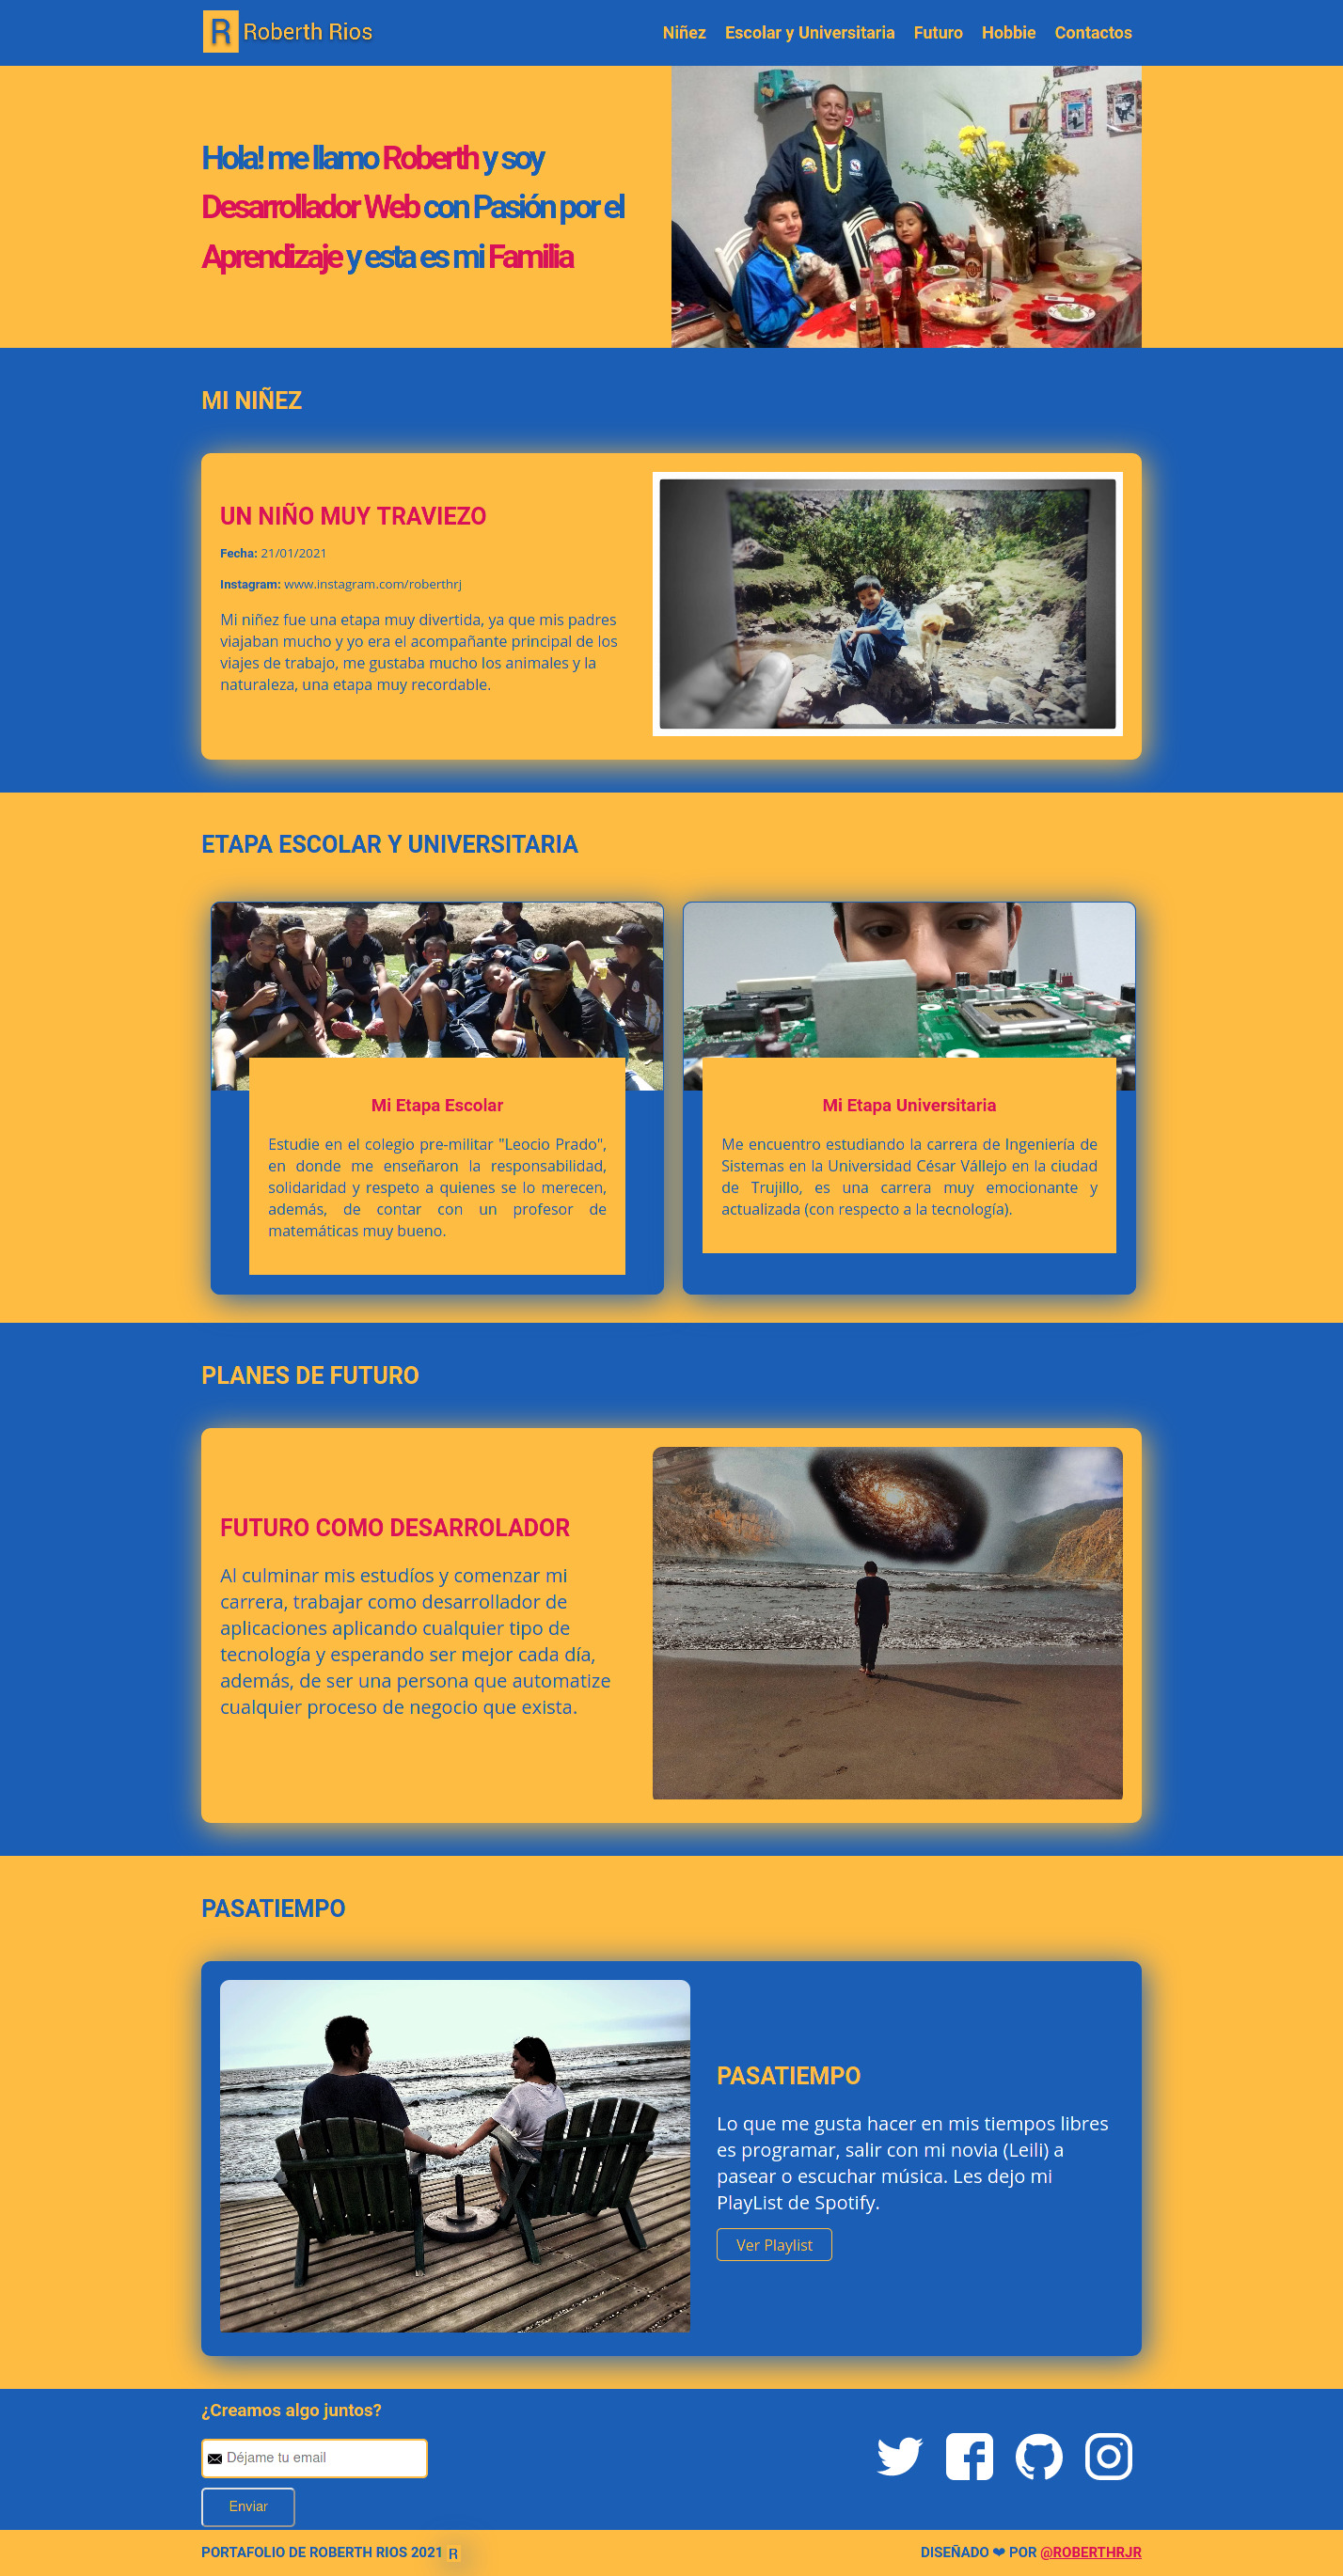 R Roberth Rios
Niñez Escolar y Universitaria Futuro Hobbie Contactos
Hola! me llamo Roberth y soy
Desarrollador Web con Pasión por el
Aprendizaje y esta es mi Familia
MI NIÑEZ
UN NIÑO MUY TRAVIEZO
Fecha: 21/01/2021
Instagram: www.instagram.com/roberthrj
Mi niñez fue una etapa muy divertida, ya que mis padres
viajaban mucho y yo era el acompañante principal de los
viajes de trabajo, me gustaba mucho los animales y la
naturaleza, una etapa muy recordable.
ETAPA ESCOLAR Y UNIVERSITARIA
Mi Etapa Escolar
Estudie en el colegio pre-militar "Leocio Prado",
en donde me enseñaron la responsabilidad,
solidaridad y respeto a quienes se lo merecen,
además, de contar con un profesor de
matemáticas muy bueno.
Mi Etapa Universitaria
Me encuentro estudiando la carrera de Ingeniería de
Sistemas en la Universidad César Vállejo en la ciudad
de Trujillo, es una carrera muy emocionante y
actualizada (con respecto a la tecnología).
PLANES DE FUTURO
FUTURO COMO DESARROLADOR
Al culminar mis estudíos y comenzar mi
carrera, trabajar como desarrollador de
aplicaciones aplicando cualquier tipo de
tecnología y esperando ser mejor cada día,
además, de ser una persona que automatize
cualquier proceso de negocio que exista.
PASATIEMPO
PASATIEMPO
Lo que me gusta hacer en mis tiempos libres
es programar, salir con mi novia (Leili) a
pasear o escuchar música. Les dejo mi
PlayList de Spotify.
Ver Playlist
¿Creamos algo juntos?
Déjame tu email
Enviar
PORTAFOLIO DE ROBERTH RIOS 2021 R
DISEÑADO ❤ POR @ROBERTHRJR